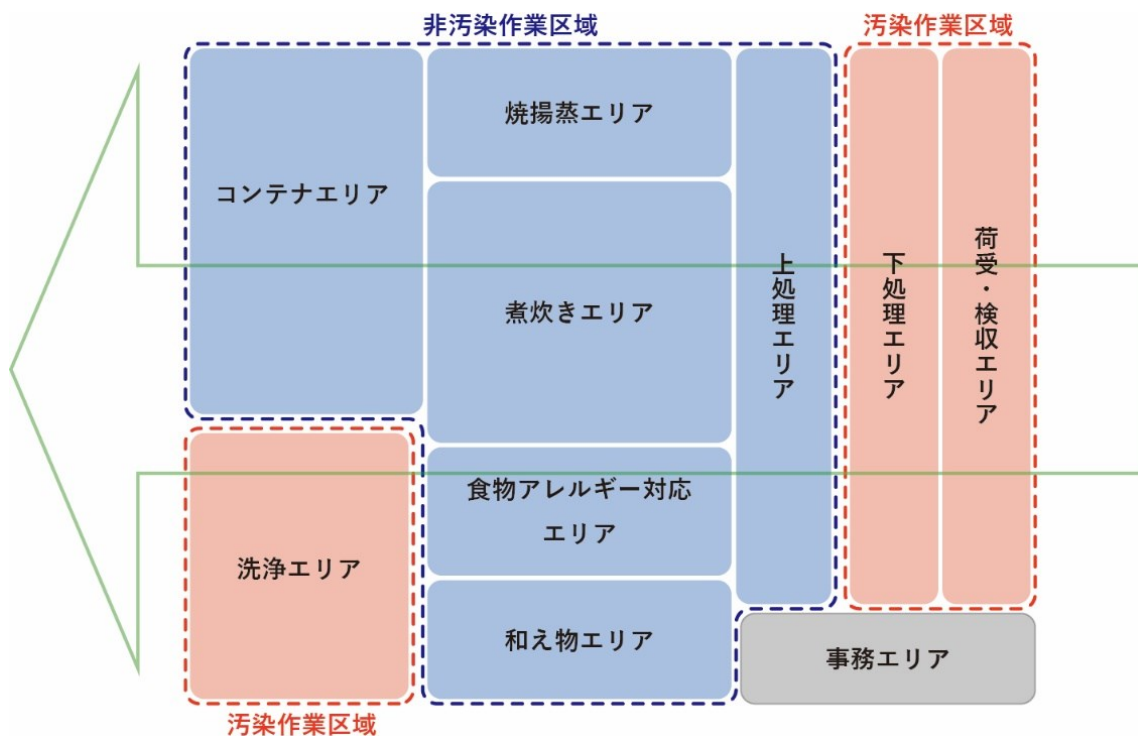 非汚染作業区域
汚染作業区域
コンテナエリア
焼揚蒸エリア
煮炊きエリア
食物アレルギー対応
エリア
和え物エリア
上処理エリア
下処理エリア
荷受・検収エリア
洗浄エリア
事務エリア
汚染作業区域